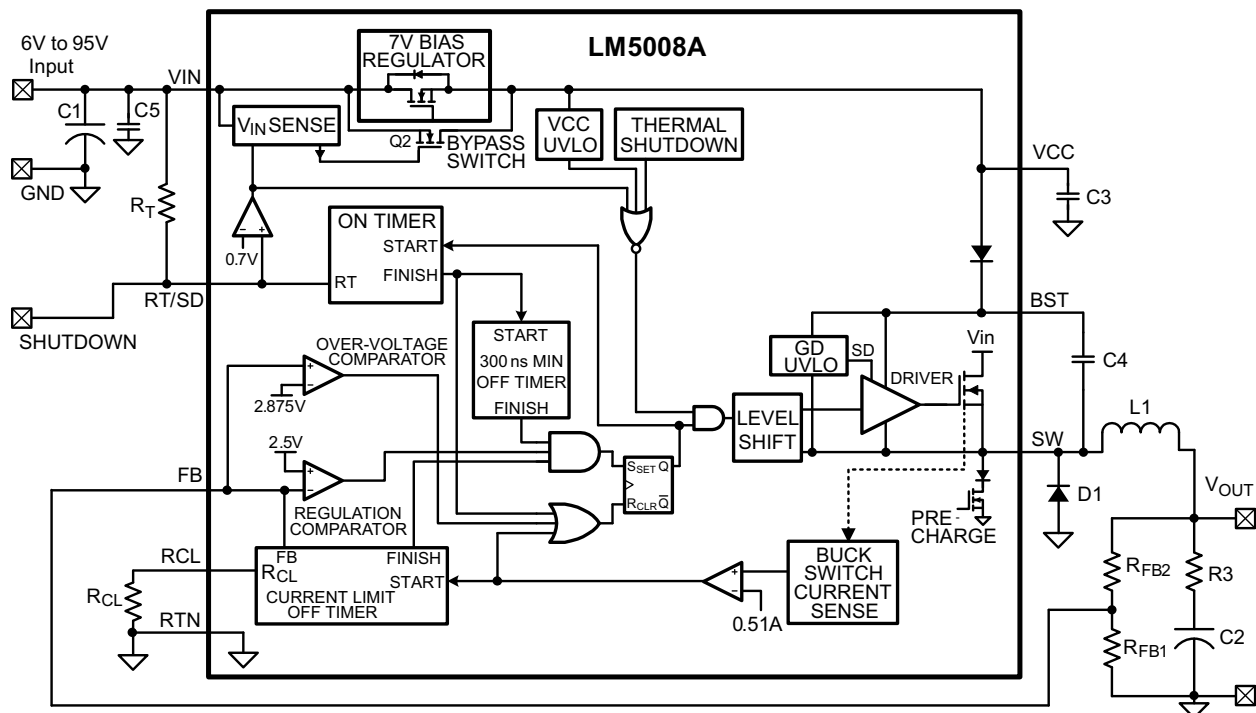 LM5008A
6V to 95V
Input
7V BIAS
REGULATOR
VIN
C1
C5
VIN SENSE
Q2
BYPASS
SWITCH
VCC
UVLO
THERMAL
SHUTDOWN
VCC
C3
GND
RT
0.7V
- +
ON TIMER
START
FINISH
RT
RT/SD
SHUTDOWN
BST
START
300 ns MIN
OFF TIMER
FINISH
OVER-VOLTAGE
COMPARATOR
+
-
2.875V
GD
UVLO
SD
DRIVER
Vin
C4
LEVEL
SHIFT
L1
SW
2.5V
+
-
FB
REGULATION
COMPARATOR
SSET Q
RCLR Q
D1
PRE-
CHARGE
VOUT
RCL
FB
RCL
FINISH
START
CURRENT LIMIT
OFF TIMER
RCL
RTN
+
-
0.51A
BUCK
SWITCH
CURRENT
SENSE
RFB2
R3
RFB1
C2